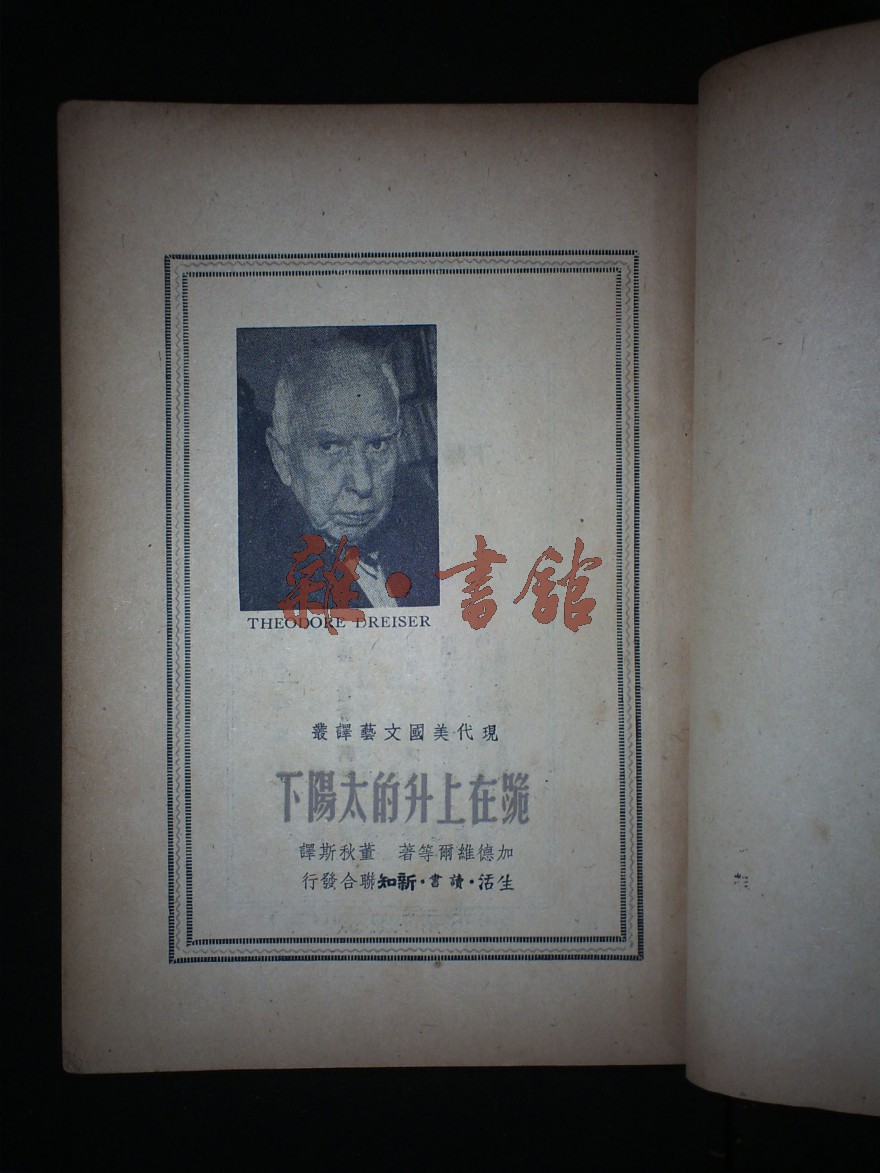 THEODORE DREISER
雜·書館
現代美國文藝譯叢
跪在上升的太陽下
加德維爾等著 董秋斯譯
生活·讀書·新知聯合發行